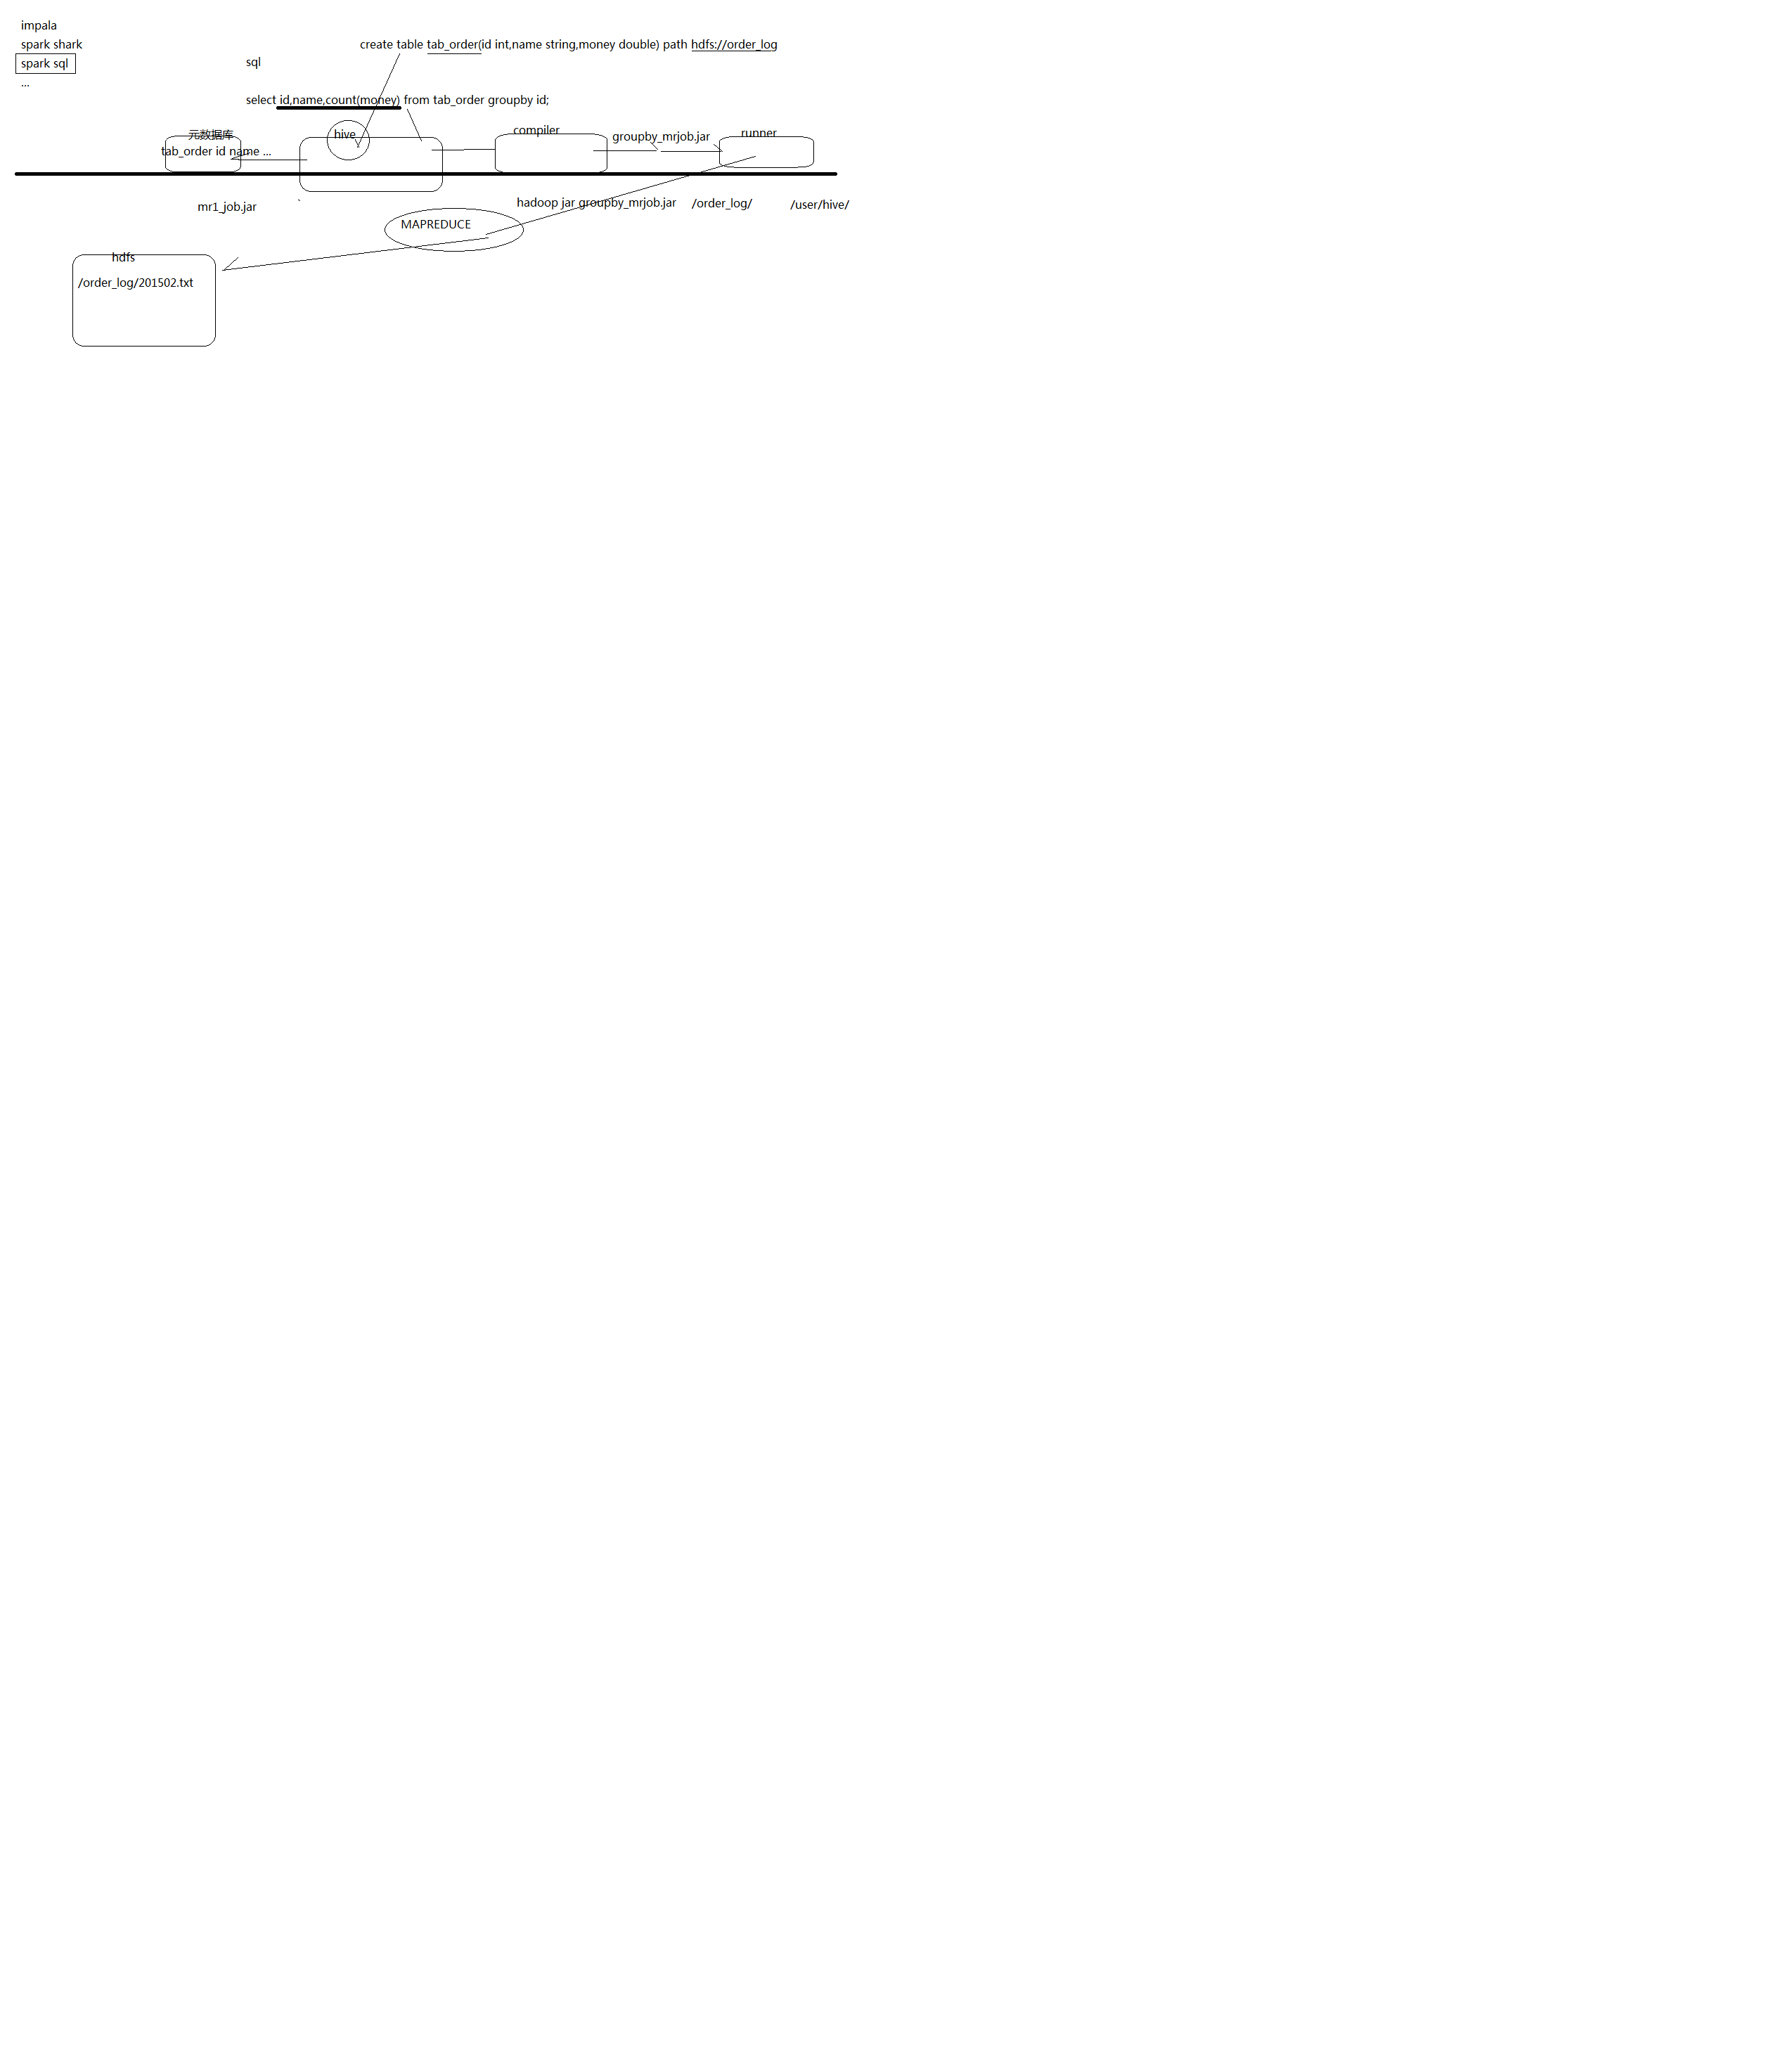 impala
spark shark
create table tab_order(id int,name string,money double) path hdfs://order_log
spark sql
sql
...
select id,name,count(money) from tab_order groupby id;
元数据库
hive
compiler
groupby_mrjob.jar
runner
tab_order id name ...
mr1_job.jar
`
hadoop jar groupby_mrjob.jar
/order_log/
/user/hive/
MAPREDUCE
hdfs
/order_log/201502.txt